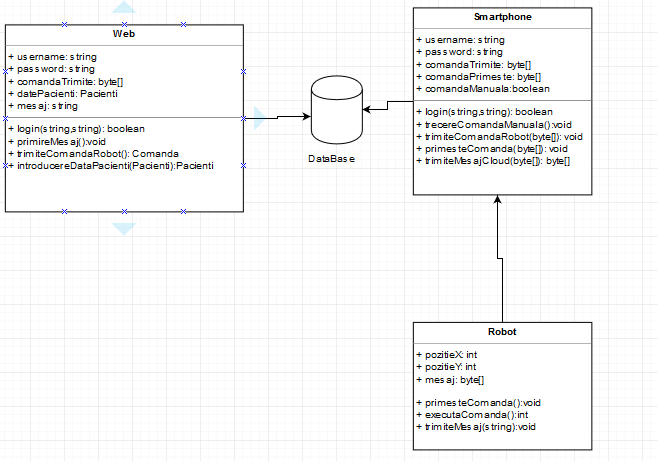 Web
+ username: string
+ password: string
+ comandaTrimite: byte[]
+ datePacienti: Pacienti
+ mesaj: string
+ login(string,string): boolean
+ primireMesaj():void
+ trimiteComandaRobot(): Comanda
+ introducereDataPacienti(Pacienti):Pacienti
DataBase
Smartphone
+ username: string
+ password: string
+ comandaTrimite: byte[]
+ comandaPrimeste: byte[]
+ comandaManuala:boolean
+ login(string,string): boolean
+ trecereComandaManuala():void
+ trimiteComandaRobot(byte[]): void
+ primesteComanda(byte[]): void
+ trimiteMesajCloud(byte[]): byte[]
Robot
+ pozitieX: int
+ pozitieY: int
+ mesaj: byte[]
+ primesteComanda():void
+ executaComanda():int
+ trimiteMesaj(string):void